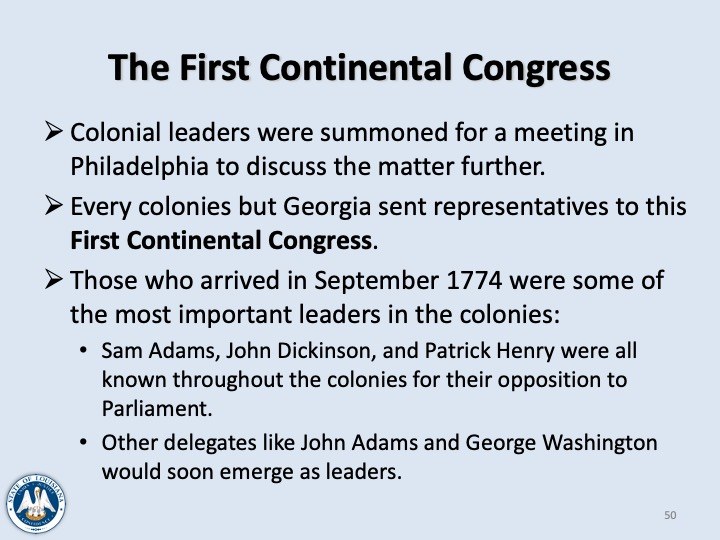 The First Continental Congress
➢ Colonial leaders were summoned for a meeting in
Philadelphia to discuss the matter further.
➢ Every colonies but Georgia sent representatives to this
First Continental Congress.
➢ Those who arrived in September 1774 were some of
the most important leaders in the colonies:
• Sam Adams, John Dickinson, and Patrick Henry were all
known throughout the colonies for their opposition to
Parliament.
• Other delegates like John Adams and George Washington
would soon emerge as leaders.
STATE OF LOUISIANA
CONFIDENCE
50